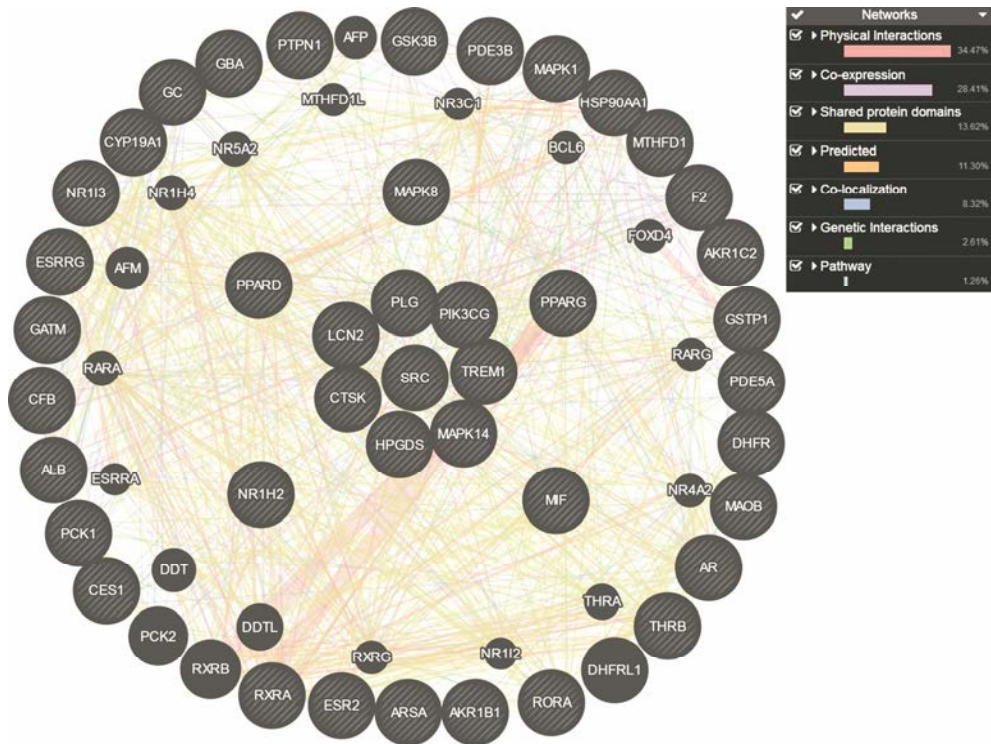 PTPN1
AFP
GSK3B
PDE3B
MAPK1
HSP90AA1
MTHFD1
F2
AKR1C2
GSTP1
PDE5A
DHFR
MAOB
AR
THRB
DHFRL1
RORA
AKR1B1
ARSA
ESR2
RXRA
RXRB
PCK2
CES1
PCK1
ALB
CFB
GATM
ESRRG
NR1I3
CYP19A1
GC
GBA
MTHFD1L
NR3C1
BCL6
FOXD4
RARG
NR4A2
THRA
NR1I2
RXRG
DDTL
DDT
ESRRA
RARA
AFM
NR1H4
NR5A2
MAPK8
PPARD
PPARG
PLG
PIK3CG
LCN2
SRC
TREM1
CTSK
HPGDS
MAPK14
NR1H2
MIF
Networks
Physical Interactions
34.47%
Co-expression
28.41%
Shared protein domains
13.62%
Predicted
11.30%
Co-localization
8.32%
Genetic Interactions
2.61%
Pathway
1.26%